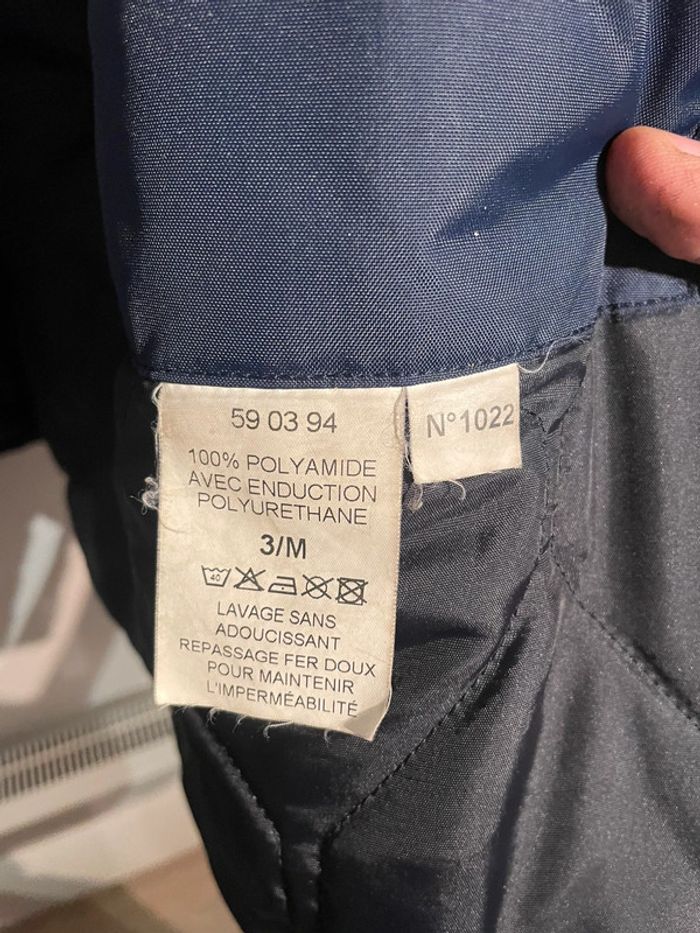 59 03 94
100% POLYAMIDE
AVEC ENDUCTION
POLYURETHANE
3/M
40
LAVAGE SANS
ADOUCISSANT
REPASSAGE FER DOUX
POUR MAINTENIR
L'IMPERMÉABILITÉ
N°1022